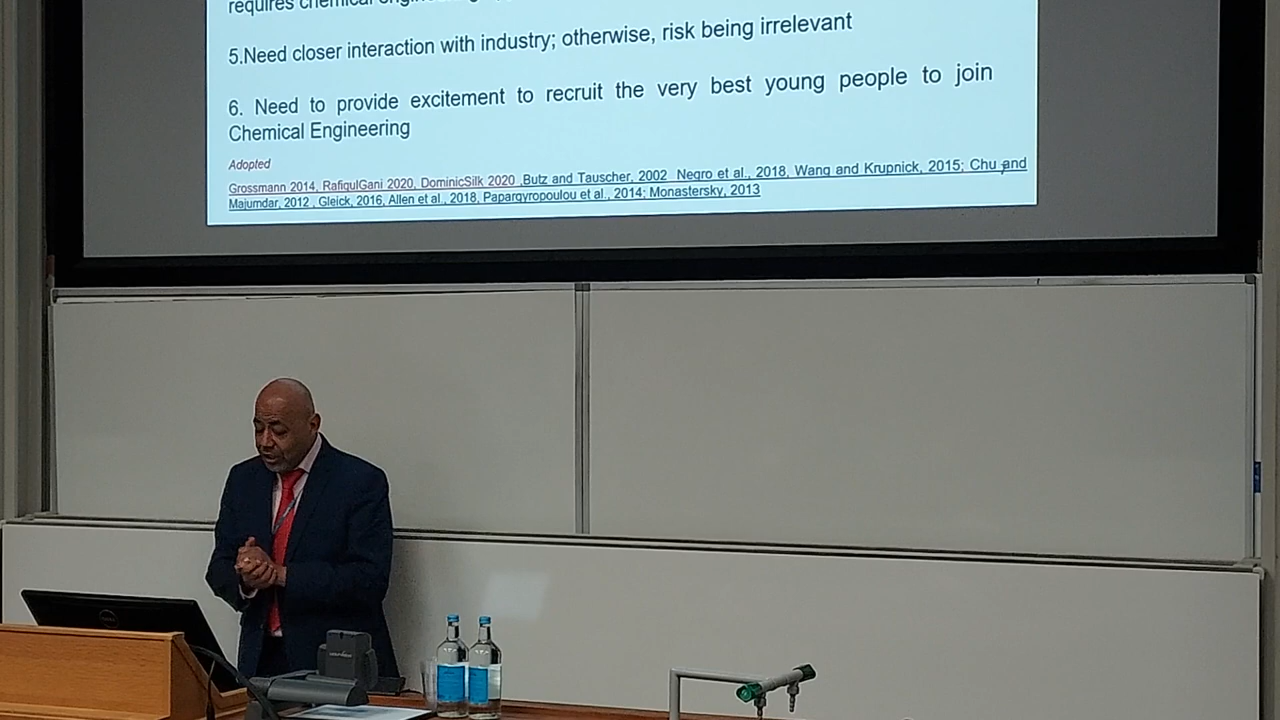 requires chemical engineering
5.Need closer interaction with industry; otherwise, risk being irrelevant
6. Need to provide excitement to recruit the very best young people to join
Chemical Engineering
Adopted
Grossmann 2014, RafiqulGani 2020, DominicSilk 2020 ,Butz and Tauscher, 2002 Negro et al., 2018, Wang and Krupnick, 2015; Chu and
Majumdar, 2012 , Gleick, 2016, Allen et al., 2018, Papargyropoulou et al., 2014; Monastersky, 2013